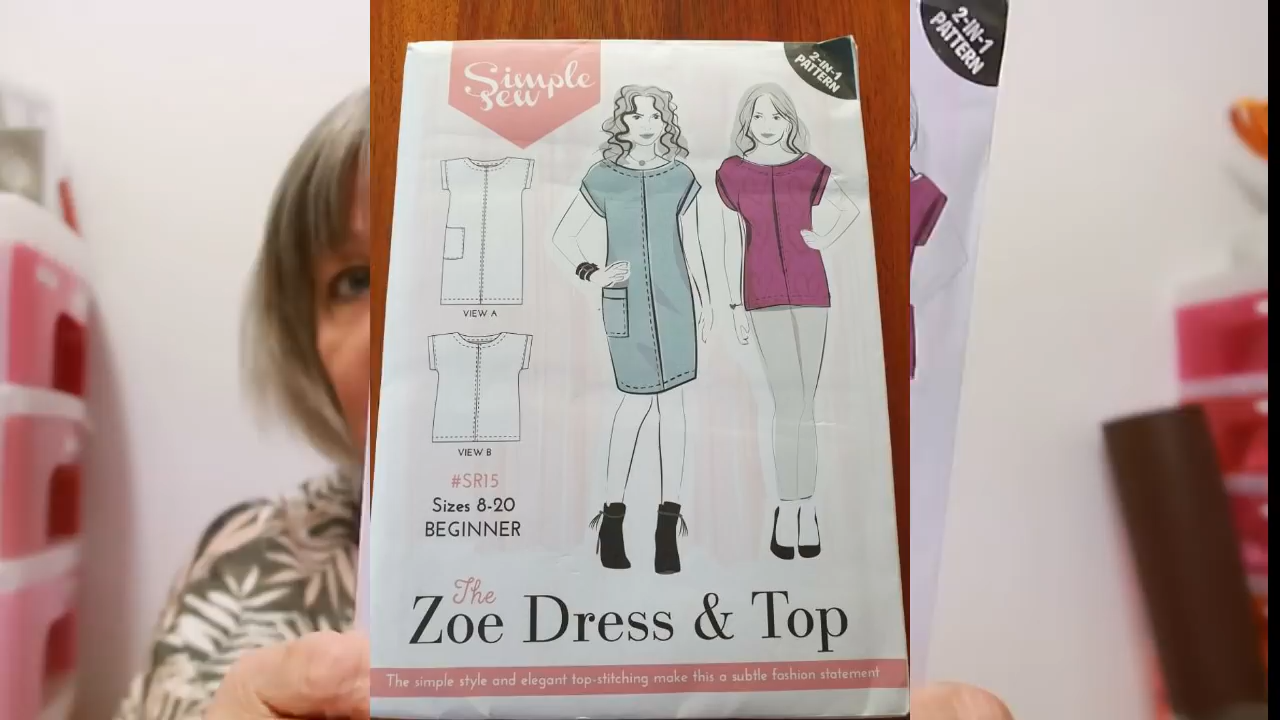 Simple
Sew
2-IN-1
PATTERN
VIEW A
VIEW B
#SR15
Sizes 8-20
BEGINNER
The
Zoe Dress & Top
The simple style and elegant top-stitching make this a subtle fashion statement
2-IN-1
PATTERN